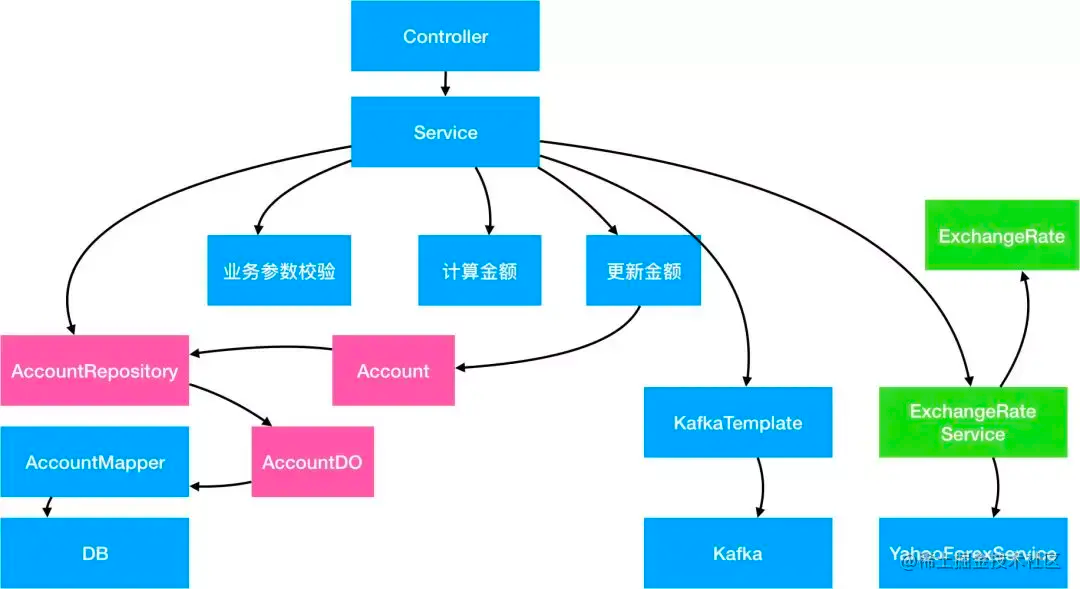 Controller
Service
ExchangeRate
业务参数校验
计算金额
更新金额
AccountRepository
Account
KafkaTemplate
ExchangeRate
Service
AccountMapper
AccountDO
DB
Kafka
YahooForexService
@稀土掘金技术社区